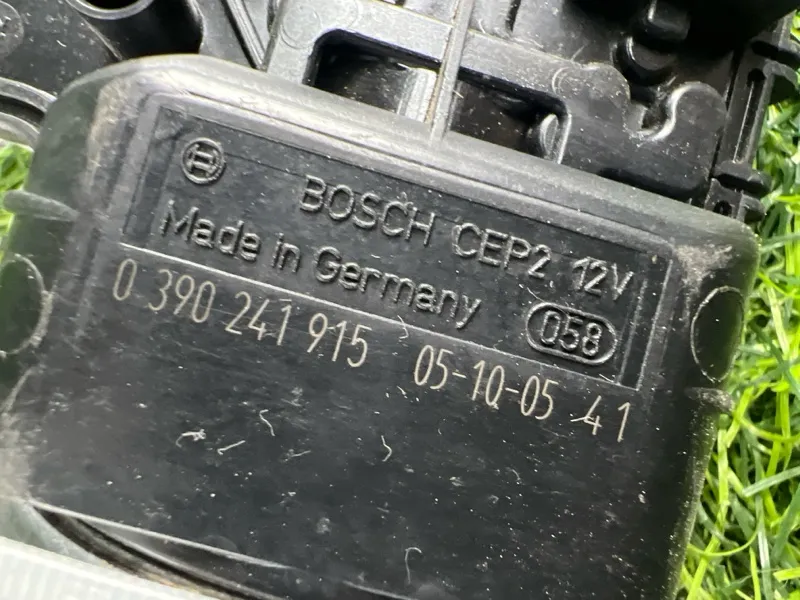 BOSCH CEP2 12V
Made in Germany 058
0 390 241 915 05-10-05 41